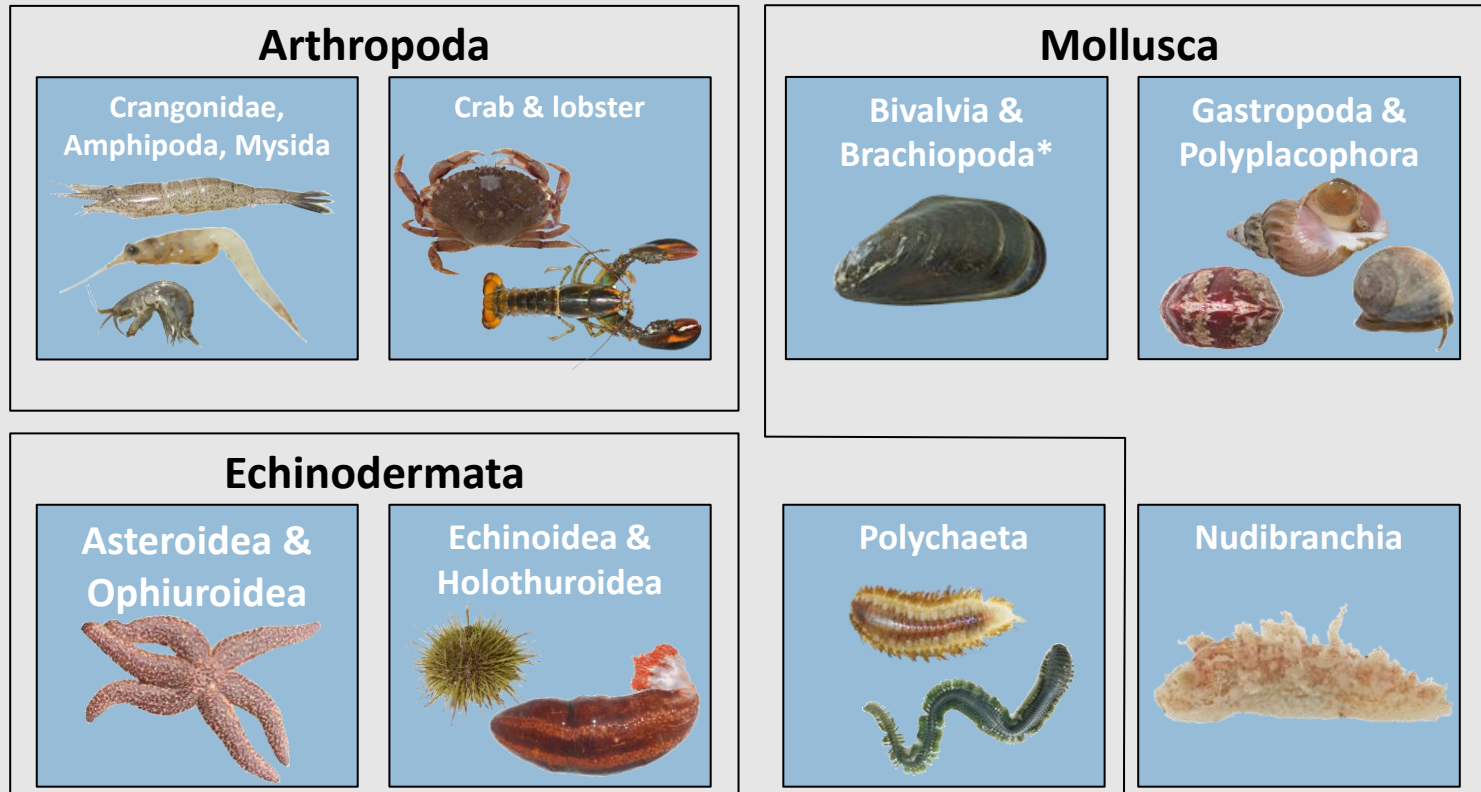 Arthropoda
Crangonidae,
Amphipoda, Mysida
Crab & lobster
Mollusca
Bivalvia &
Brachiopoda*
Gastropoda &
Polyplacophora
Echinodermata
Asteroidea &
Ophiuroidea
Echinoidea &
Holothuroidea
Polychaeta
Nudibranchia